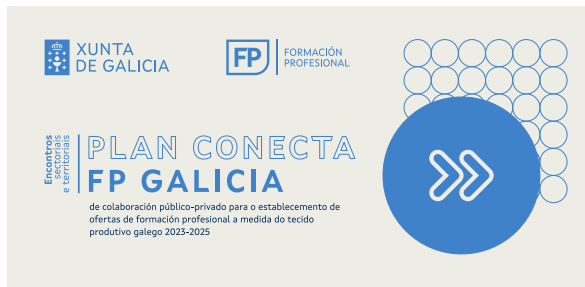 XUNTA
DE GALICIA
FP
FORMACIÓN
PROFESIONAL
Encontros
sectoriais
e territoriais
PLAN CONECTA
FP GALICIA
de colaboración público-privado para o establecemento de
ofertas de formación profesional a medida do tecido
produtivo galego 2023-2025